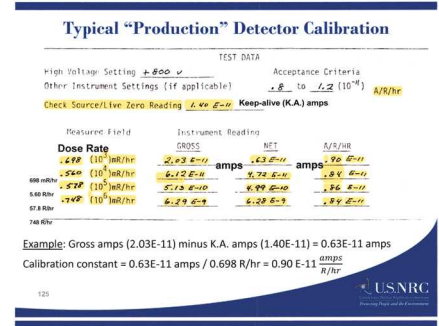 Typical “Production” Detector Calibration
TEST DATA
High Voltage Setting +800 v Acceptance Criteria
Other Instrument Settings (if applicable) .8 to 1.2 (10⁻¹¹) A/R/hr
Check Source/Live Zero Reading 1.40 E-11 Keep-alive (K.A.) amps
Measured Field Instrument Reading
Dose Rate GROSS NET A/R/HR
.698 (10³)mR/hr 2.03 E-11 amps .63 E-11 amps .90 E-11
698 mR/hr .560 (10⁴)mR/hr 6.12 E-11 4.72 E-11 .84 E-11
5.60 R/hr .578 (10⁵)mR/hr 5.13 E-10 4.99 E-10 .86 E-11
57.8 R/hr .748 (10⁶)mR/hr 6.29 E-9 6.28 E-9 .84 E-11
748 R/hr
Example: Gross amps (2.03E-11) minus K.A. amps (1.40E-11) = 0.63E-11 amps
Calibration constant = 0.63E-11 amps / 0.698 R/hr = 0.90 E-11 amps/R/hr
125
U.S.NRC
Protecting People and the Environment